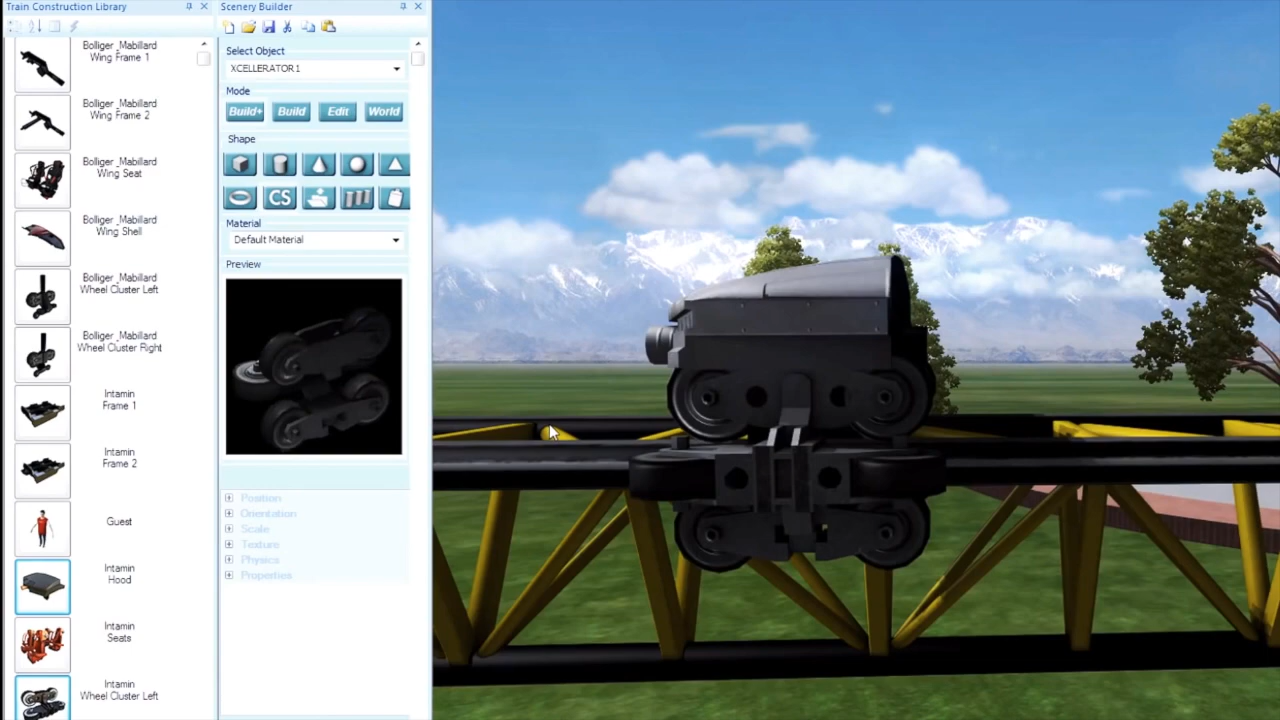 Train Construction Library
Bolliger_Mabillard
Wing Frame 1
Bolliger_Mabillard
Wing Frame 2
Bolliger_Mabillard
Wing Seat
Bolliger_Mabillard
Wing Shell
Bolliger_Mabillard
Wheel Cluster Left
Bolliger_Mabillard
Wheel Cluster Right
Intamin
Frame 1
Intamin
Frame 2
Guest
Intamin
Hood
Intamin
Seats
Intamin
Wheel Cluster Left
Scenery Builder
Select Object
XCELLERATOR1
Mode
Build+ Build Edit World
Shape
CS
Material
Default Material
Preview
Position
Orientation
Scale
Texture
Physics
Properties